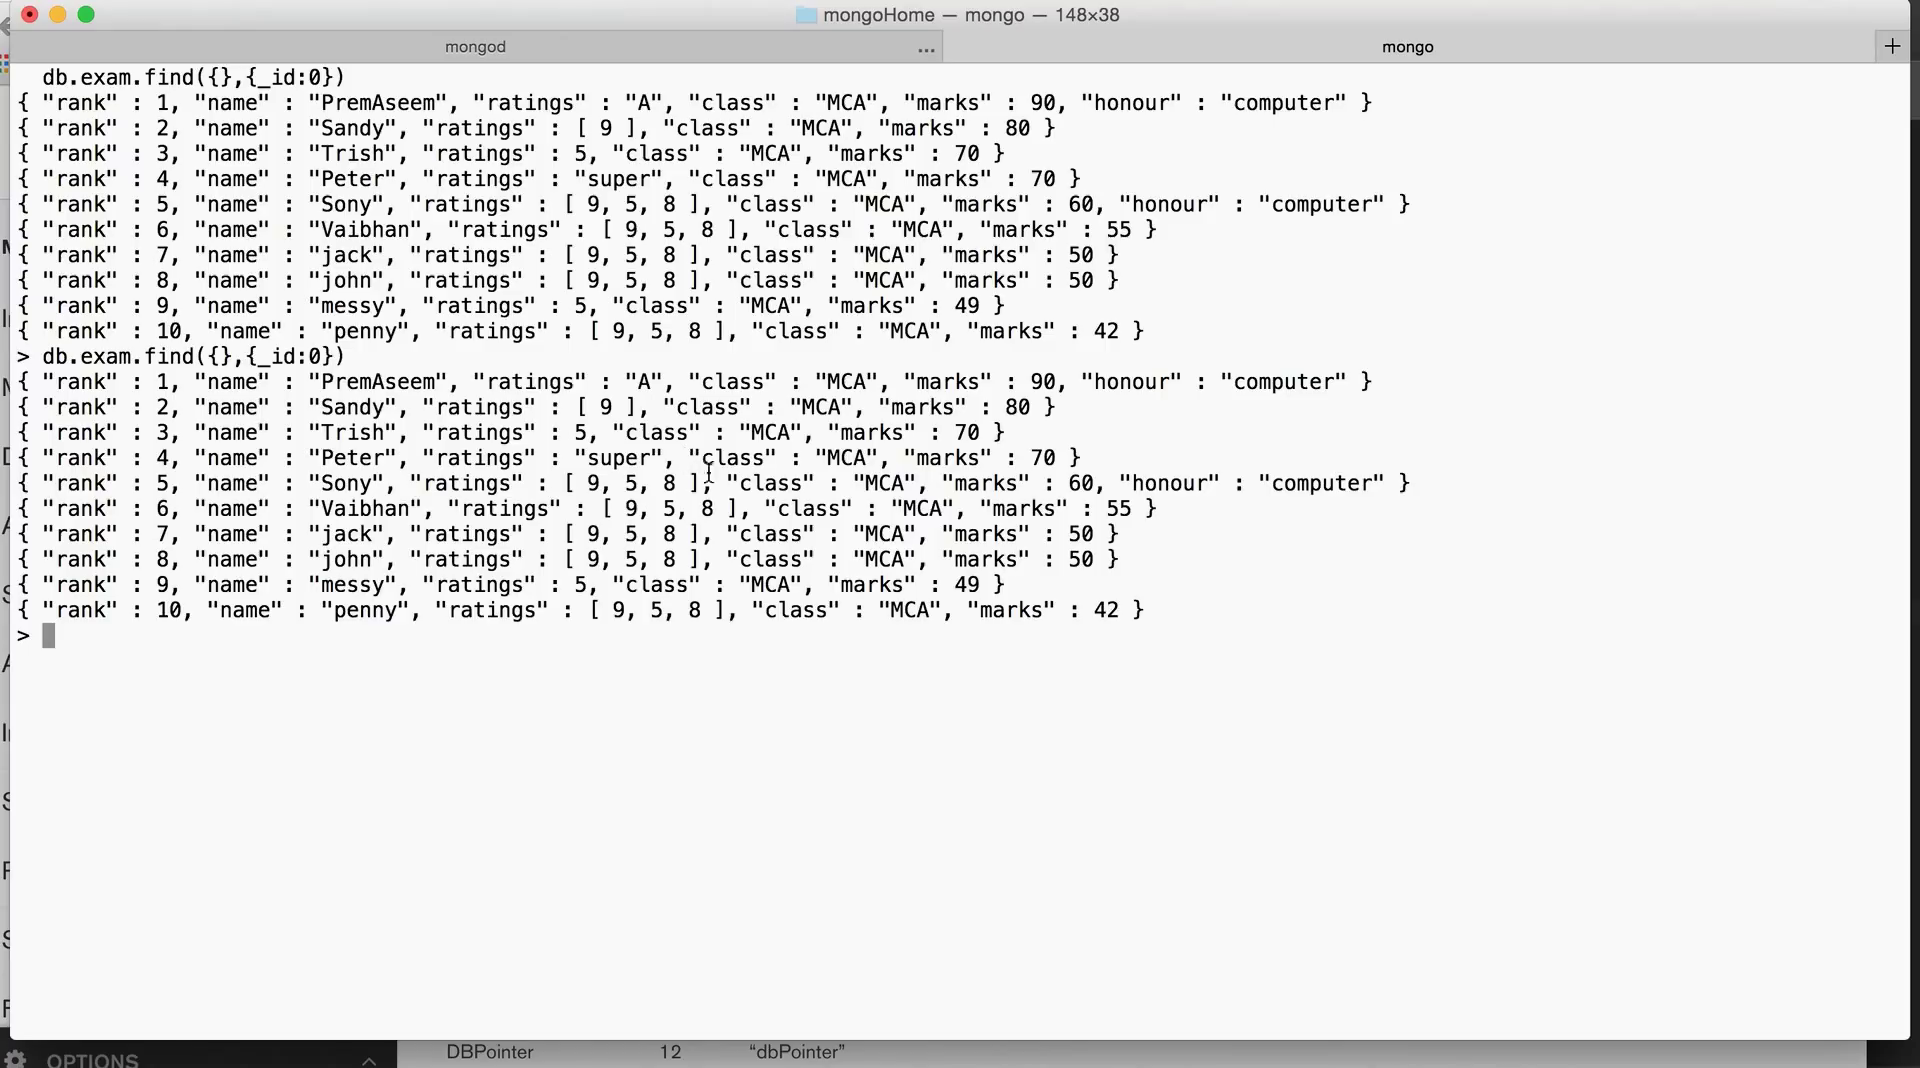 mongoHome — mongo — 148×38
mongod ... mongo +
db.exam.find({},{_id:0})
{ "rank" : 1, "name" : "PremAseem", "ratings" : "A", "class" : "MCA", "marks" : 90, "honour" : "computer" }
{ "rank" : 2, "name" : "Sandy", "ratings" : [ 9 ], "class" : "MCA", "marks" : 80 }
{ "rank" : 3, "name" : "Trish", "ratings" : 5, "class" : "MCA", "marks" : 70 }
{ "rank" : 4, "name" : "Peter", "ratings" : "super", "class" : "MCA", "marks" : 70 }
{ "rank" : 5, "name" : "Sony", "ratings" : [ 9, 5, 8 ], "class" : "MCA", "marks" : 60, "honour" : "computer" }
{ "rank" : 6, "name" : "Vaibhan", "ratings" : [ 9, 5, 8 ], "class" : "MCA", "marks" : 55 }
{ "rank" : 7, "name" : "jack", "ratings" : [ 9, 5, 8 ], "class" : "MCA", "marks" : 50 }
{ "rank" : 8, "name" : "john", "ratings" : [ 9, 5, 8 ], "class" : "MCA", "marks" : 50 }
{ "rank" : 9, "name" : "messy", "ratings" : 5, "class" : "MCA", "marks" : 49 }
{ "rank" : 10, "name" : "penny", "ratings" : [ 9, 5, 8 ], "class" : "MCA", "marks" : 42 }
> db.exam.find({},{_id:0})
{ "rank" : 1, "name" : "PremAseem", "ratings" : "A", "class" : "MCA", "marks" : 90, "honour" : "computer" }
{ "rank" : 2, "name" : "Sandy", "ratings" : [ 9 ], "class" : "MCA", "marks" : 80 }
{ "rank" : 3, "name" : "Trish", "ratings" : 5, "class" : "MCA", "marks" : 70 }
{ "rank" : 4, "name" : "Peter", "ratings" : "super", "class" : "MCA", "marks" : 70 }
{ "rank" : 5, "name" : "Sony", "ratings" : [ 9, 5, 8 ], "class" : "MCA", "marks" : 60, "honour" : "computer" }
{ "rank" : 6, "name" : "Vaibhan", "ratings" : [ 9, 5, 8 ], "class" : "MCA", "marks" : 55 }
{ "rank" : 7, "name" : "jack", "ratings" : [ 9, 5, 8 ], "class" : "MCA", "marks" : 50 }
{ "rank" : 8, "name" : "john", "ratings" : [ 9, 5, 8 ], "class" : "MCA", "marks" : 50 }
{ "rank" : 9, "name" : "messy", "ratings" : 5, "class" : "MCA", "marks" : 49 }
{ "rank" : 10, "name" : "penny", "ratings" : [ 9, 5, 8 ], "class" : "MCA", "marks" : 42 }
>
OPTIONS
DBPointer 12 “dbPointer”